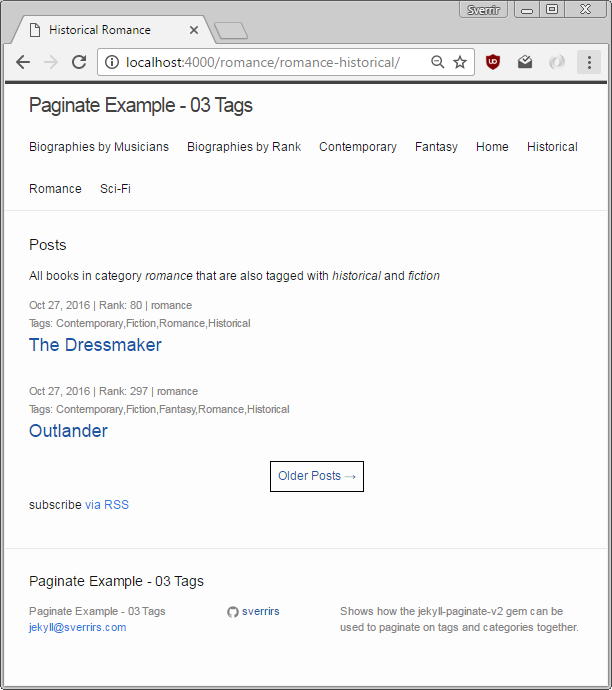 Sverrir
Historical Romance
localhost:4000/romance/romance-historical/
Paginate Example - 03 Tags
Biographies by Musicians Biographies by Rank Contemporary Fantasy Home Historical
Romance Sci-Fi
Posts
All books in category romance that are also tagged with historical and fiction
Oct 27, 2016 | Rank: 80 | romance
Tags: Contemporary,Fiction,Romance,Historical
The Dressmaker
Oct 27, 2016 | Rank: 297 | romance
Tags: Contemporary,Fiction,Fantasy,Romance,Historical
Outlander
Older Posts →
subscribe via RSS
Paginate Example - 03 Tags
Paginate Example - 03 Tags sverrirs Shows how the jekyll-paginate-v2 gem can be
jekyll@sverrirs.com used to paginate on tags and categories together.